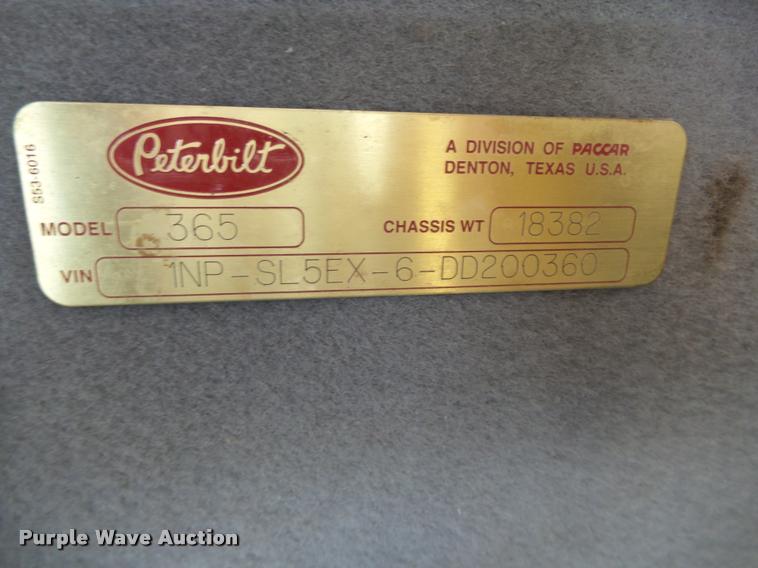 Peterbilt
A DIVISION OF PACCAR
DENTON, TEXAS U.S.A.
S53-6016
MODEL 365
CHASSIS WT 18382
VIN 1NP-SL5EX-6-DD200360
Purple Wave Auction